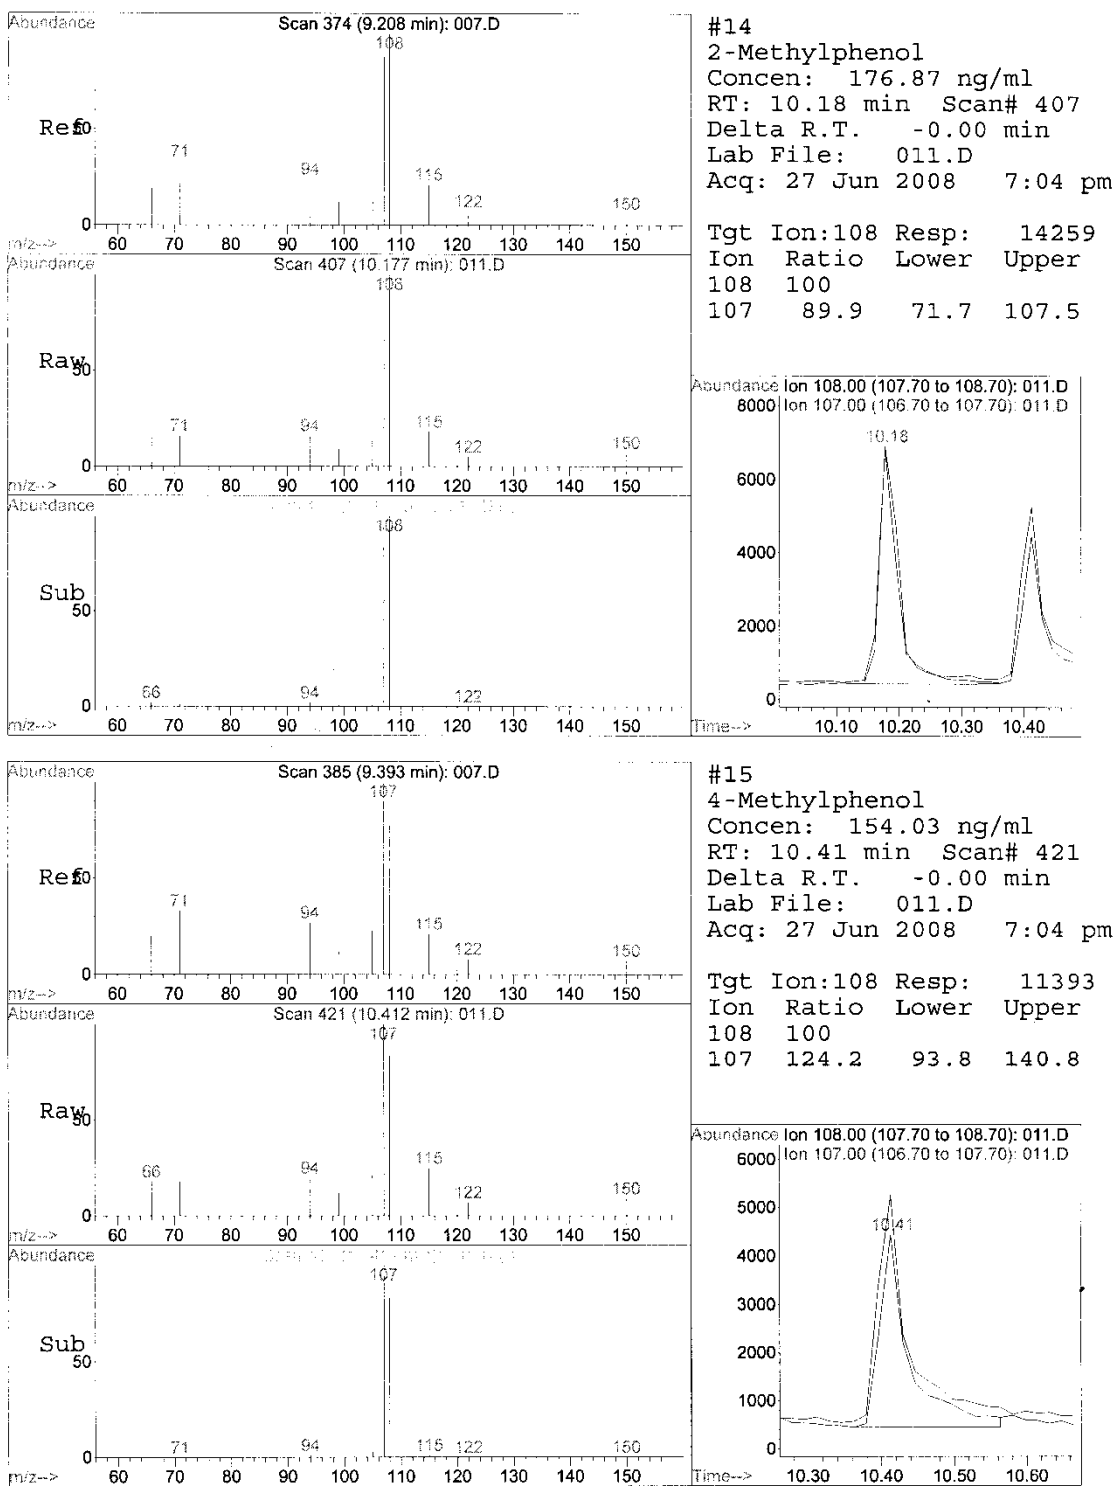 Abundance
Scan 374 (9.208 min): 007.D
108
Ref
50
71
94
115
122
150
0
60 70 80 90 100 110 120 130 140 150
m/z-->
Abundance
Scan 407 (10.177 min): 011.D
108
Raw
50
71
94
115
122
150
0
60 70 80 90 100 110 120 130 140 150
m/z-->
Abundance
108
Sub
50
66
94
122
0
60 70 80 90 100 110 120 130 140 150
m/z-->
#14
2-Methylphenol
Concen: 176.87 ng/ml
RT: 10.18 min Scan# 407
Delta R.T. -0.00 min
Lab File: 011.D
Acq: 27 Jun 2008 7:04 pm
Tgt Ion:108 Resp: 14259
Ion Ratio Lower Upper
108 100
107 89.9 71.7 107.5
Abundance Ion 108.00 (107.70 to 108.70): 011.D
Ion 107.00 (106.70 to 107.70): 011.D
8000
10.18
6000
4000
2000
0
Time--> 10.10 10.20 10.30 10.40
Abundance
Scan 385 (9.393 min): 007.D
107
Ref
50
71
94
115
122
150
0
60 70 80 90 100 110 120 130 140 150
m/z-->
Abundance
Scan 421 (10.412 min): 011.D
107
Raw
50
66
94
115
122
150
0
60 70 80 90 100 110 120 130 140 150
m/z-->
Abundance
107
Sub
50
71
94
115
122
150
0
60 70 80 90 100 110 120 130 140 150
m/z-->
#15
4-Methylphenol
Concen: 154.03 ng/ml
RT: 10.41 min Scan# 421
Delta R.T. -0.00 min
Lab File: 011.D
Acq: 27 Jun 2008 7:04 pm
Tgt Ion:108 Resp: 11393
Ion Ratio Lower Upper
108 100
107 124.2 93.8 140.8
Abundance Ion 108.00 (107.70 to 108.70): 011.D
Ion 107.00 (106.70 to 107.70): 011.D
6000
5000
10.41
4000
3000
2000
1000
0
Time--> 10.30 10.40 10.50 10.60